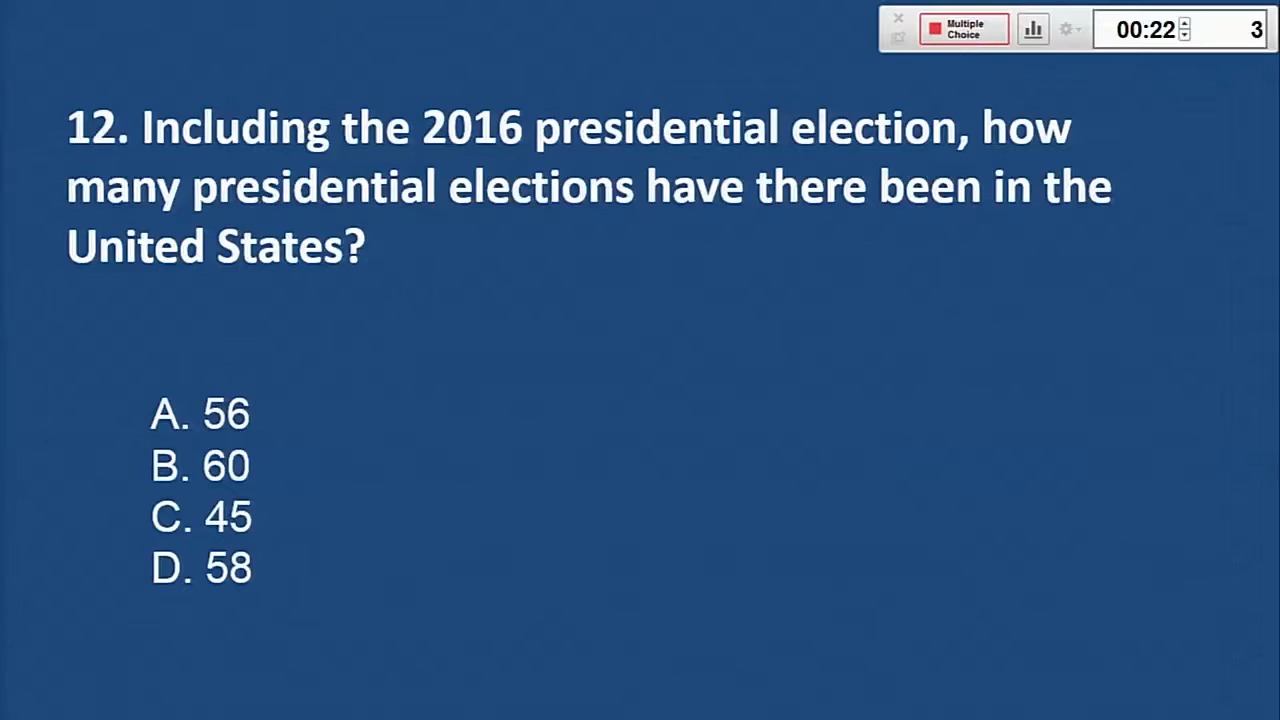 Multiple
Choice
00:22
3
12. Including the 2016 presidential election, how
many presidential elections have there been in the
United States?
A. 56
B. 60
C. 45
D. 58